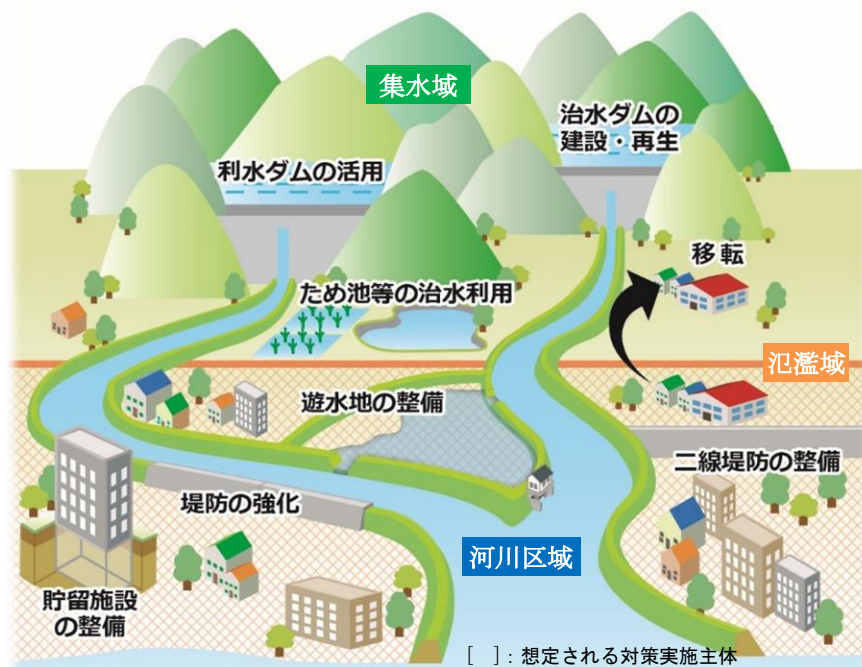 集水域
治水ダムの
建設・再生
利水ダムの活用
移転
ため池等の治水利用
氾濫域
遊水地の整備
二線堤防の整備
堤防の強化
河川区域
貯留施設
の整備
[　]：想定される対策実施主体